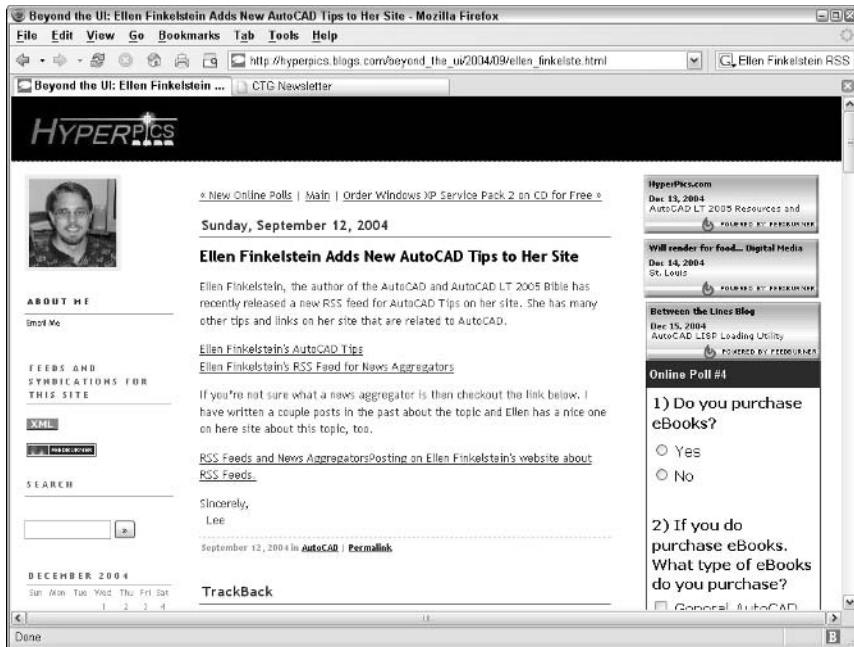 Beyond the UI: Ellen Finkelstein Adds New AutoCAD Tips to Her Site - Mozilla Firefox
File Edit View Go Bookmarks Tab Tools Help
http://hyperpics.blogs.com/beyond_the_ui/2004/09/ellen_finkelste.html
Ellen Finkelstein RSS
Beyond the UI: Ellen Finkelstein ...
CTG Newsletter
HYPERPICS
ABOUT ME
Email Me
FEEDS AND
SYNDICATIONS FOR
THIS SITE
XML
FEEDBURNER
SEARCH
»
DECEMBER 2004
Sun Mon Tue Wed Thu Fri Sat
1 2 3 4
« New Online Polls | Main | Order Windows XP Service Pack 2 on CD for Free »
Sunday, September 12, 2004
Ellen Finkelstein Adds New AutoCAD Tips to Her Site
Ellen Finkelstein, the author of the AutoCAD and AutoCAD LT 2005 Bible has
recently released a new RSS feed for AutoCAD Tips on her site. She has many
other tips and links on her site that are related to AutoCAD.
Ellen Finkelstein's AutoCAD Tips
Ellen Finkelstein's RSS Feed for News Aggregators
If you're not sure what a news aggregator is then checkout the link below. I
have written a couple posts in the past about the topic and Ellen has a nice one
on here site about this topic, too.
RSS Feeds and News AggregatorsPosting on Ellen Finkelstein's website about
RSS Feeds.
Sincerely,
Lee
September 12, 2004 in AutoCAD | Permalink
TrackBack
HyperPics.com
Dec 13, 2004
AutoCAD LT 2005 Resources and
POWERED BY FEEDBURNER
Will render for food... Digital Media
Dec 14, 2004
St. Louis
POWERED BY FEEDBURNER
Between the Lines Blog
Dec 15, 2004
AutoCAD LISP Loading Utility
POWERED BY FEEDBURNER
Online Poll #4
1) Do you purchase
eBooks?
Yes
No
2) If you do
purchase eBooks.
What type of eBooks
do you purchase?
General AutoCAD
Done
B